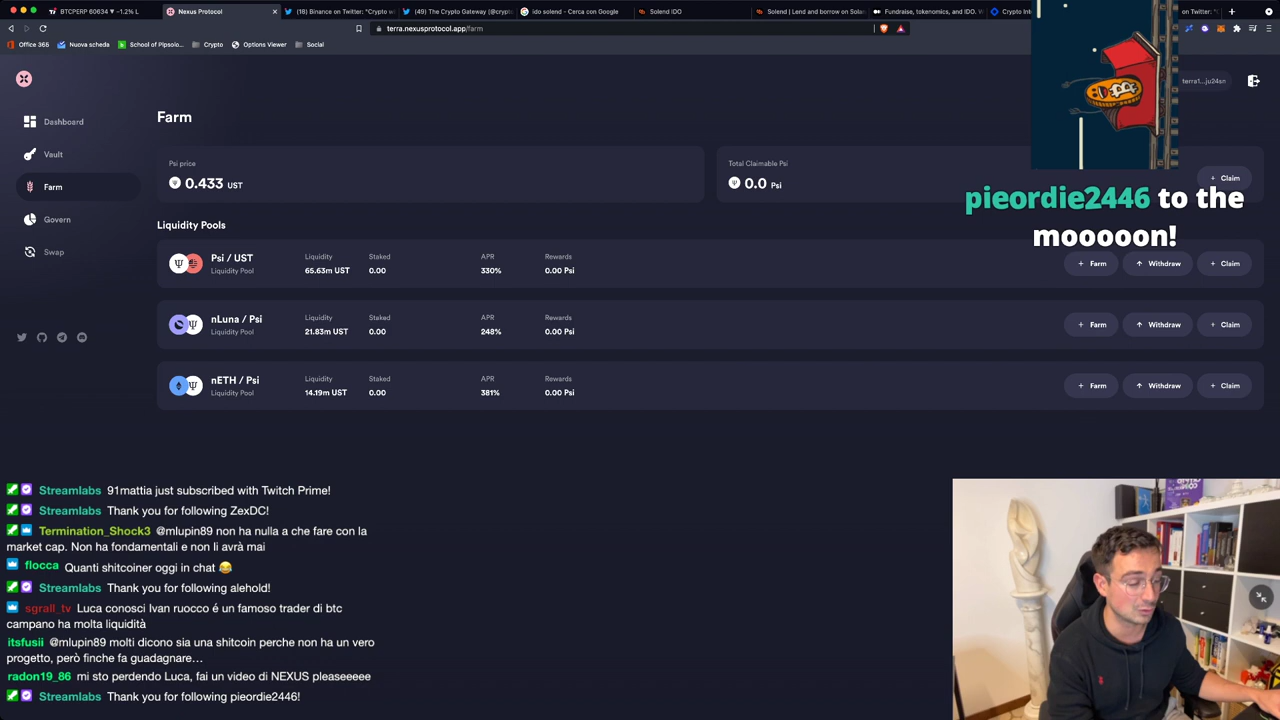 BTCPERP 60634 ▼ -1.2% L
Nexus Protocol
(18) Binance on Twitter: "Crypto w
(49) The Crypto Gateway (@cryp
ido solend - Cerca con Google
Solend IDO
Solend | Lend and borrow on Sola
Fundraise, tokenomics, and IDO. W
Crypto Int
on Twitter: "
terra.nexusprotocol.app/farm
Office 365
Nuova scheda
School of Plpsolo...
Crypto
Options Viewer
Social
terra1...ju24sn
Dashboard
Vault
Farm
Govern
Swap
Farm
Psi price
0.433 UST
Total Claimable Psi
0.0 Psi
+ Claim
pieordie2446 to the
mooooon!
Liquidity Pools
Psi / UST
Liquidity Pool
Liquidity
65.63m UST
Staked
0.00
APR
330%
Rewards
0.00 Psi
+ Farm
Withdraw
+ Claim
nLuna / Psi
Liquidity Pool
Liquidity
21.83m UST
Staked
0.00
APR
248%
Rewards
0.00 Psi
+ Farm
Withdraw
+ Claim
nETH / Psi
Liquidity Pool
Liquidity
14.19m UST
Staked
0.00
APR
381%
Rewards
0.00 Psi
+ Farm
Withdraw
+ Claim
Streamlabs 91mattia just subscribed with Twitch Prime!
Streamlabs Thank you for following ZexDC!
Termination_Shock3 @mlupin89 non ha nulla a che fare con la
market cap. Non ha fondamentali e non li avrà mai
flocca Quanti shitcoiner oggi in chat 😂
Streamlabs Thank you for following alehold!
sgrall_tv Luca conosci Ivan ruocco é un famoso trader di btc
campano ha molta liquidità
itsfusii @mlupin89 molti dicono sia una shitcoin perche non ha un vero
progetto, però finche fa guadagnare...
radon19_86 mi sto perdendo Luca, fai un video di NEXUS pleaseeeee
Streamlabs Thank you for following pieordie2446!